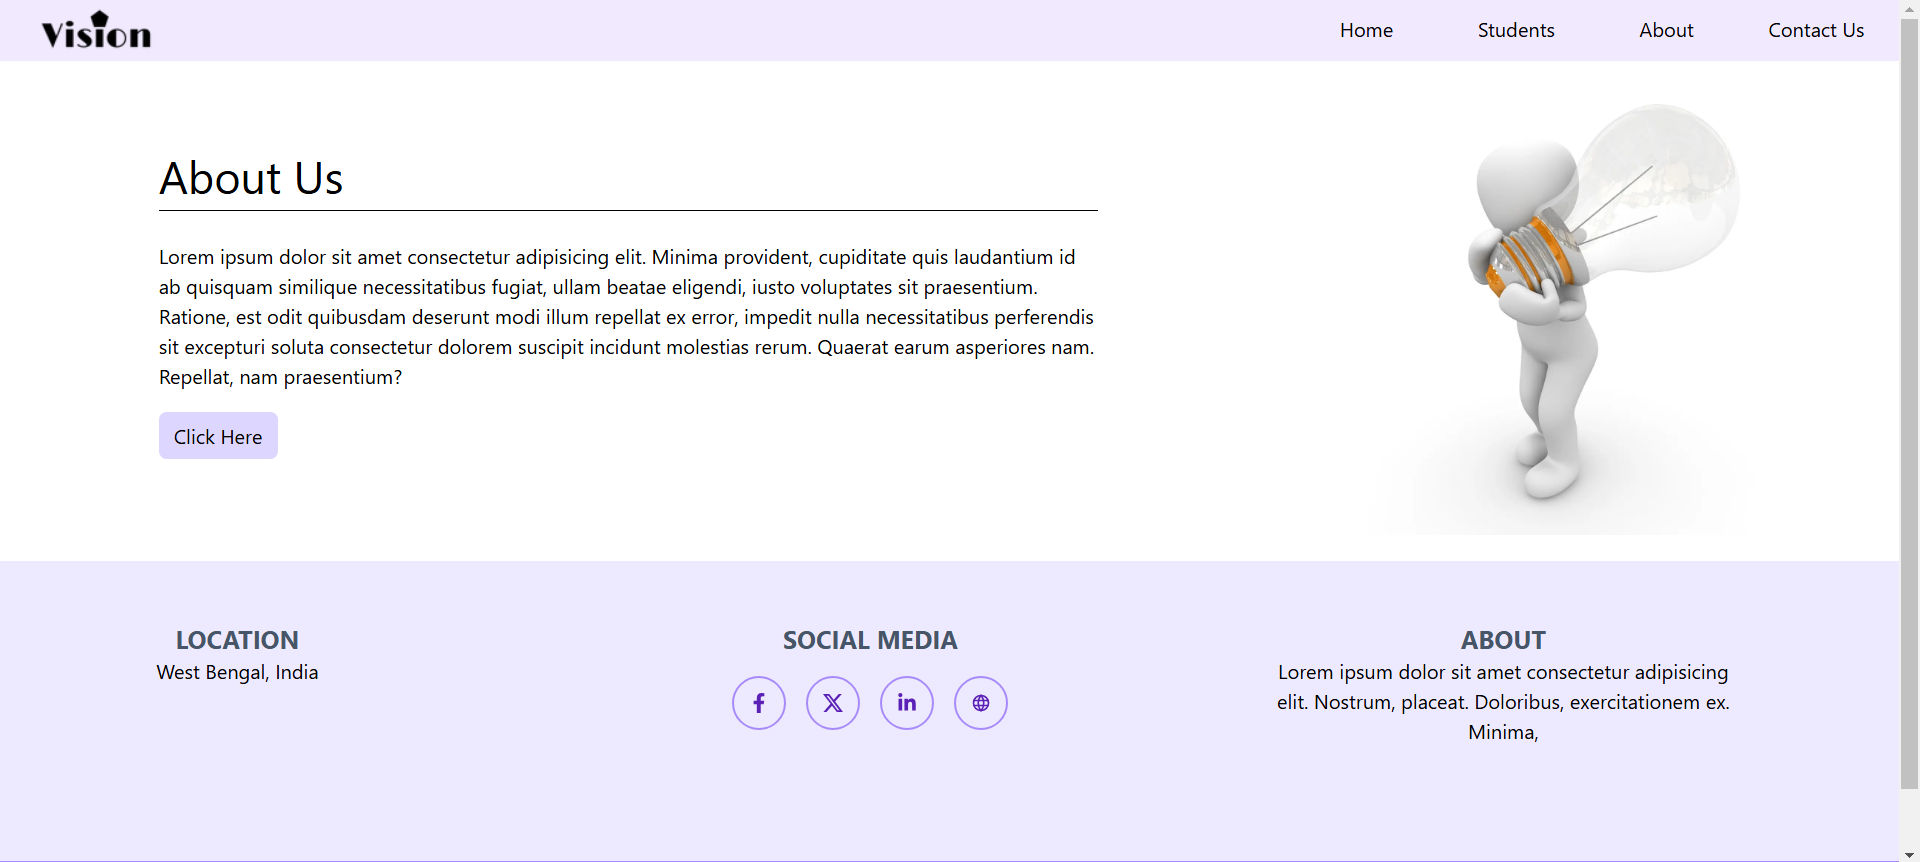 Vision
Home
Students
About
Contact Us
About Us
Lorem ipsum dolor sit amet consectetur adipisicing elit. Minima provident, cupiditate quis laudantium id
ab quisquam similique necessitatibus fugiat, ullam beatae eligendi, iusto voluptates sit praesentium.
Ratione, est odit quibusdam deserunt modi illum repellat ex error, impedit nulla necessitatibus perferendis
sit excepturi soluta consectetur dolorem suscipit incidunt molestias rerum. Quaerat earum asperiores nam.
Repellat, nam praesentium?
Click Here
LOCATION
West Bengal, India
SOCIAL MEDIA
ABOUT
Lorem ipsum dolor sit amet consectetur adipisicing
elit. Nostrum, placeat. Doloribus, exercitationem ex.
Minima,